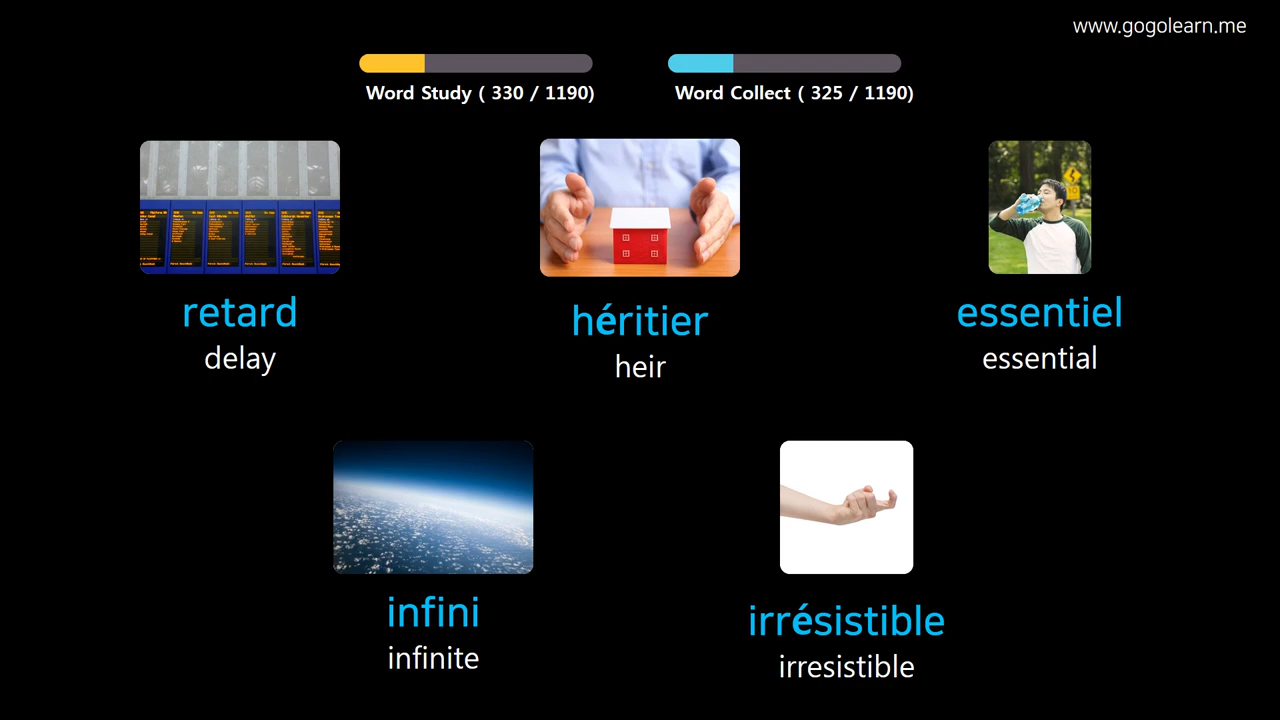 www.gogolearn.me
Word Study ( 330 / 1190)
Word Collect ( 325 / 1190)
retard
delay
héritier
heir
essentiel
essential
infini
infinite
irrésistible
irresistible